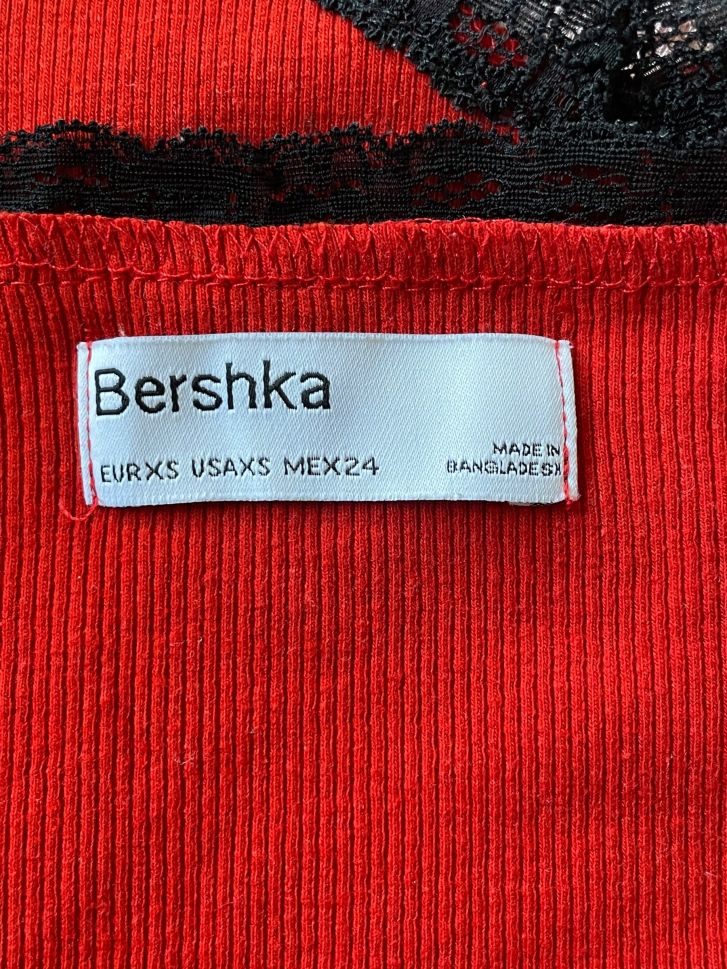 Bershka
EUR XS USA XS MEX 24
MADE IN
BANGLADESH